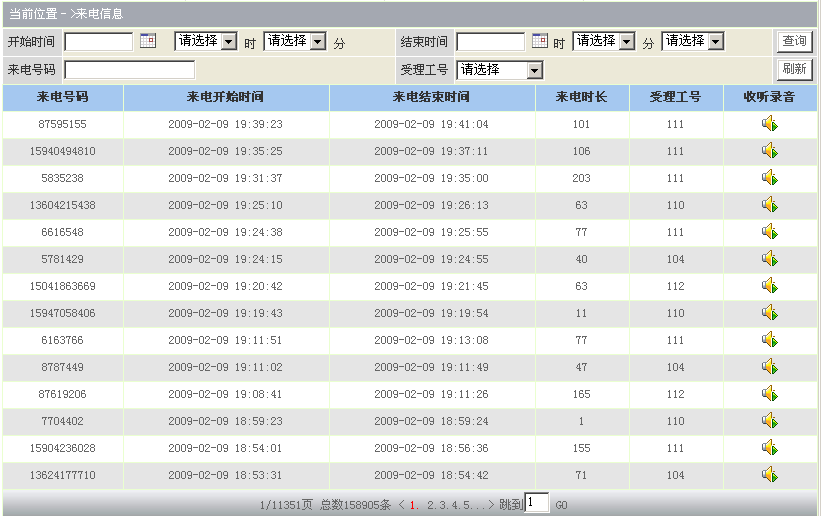 当前位置->来电信息
开始时间 请选择 时 请选择 分 结束时间 时 请选择 分 请选择 查询
来电号码 受理工号 请选择 刷新
来电号码 来电开始时间 来电结束时间 来电时长 受理工号 收听录音
87595155 2009-02-09 19:39:23 2009-02-09 19:41:04 101 111
15940494810 2009-02-09 19:35:25 2009-02-09 19:37:11 106 111
5835238 2009-02-09 19:31:37 2009-02-09 19:35:00 203 111
13604215438 2009-02-09 19:25:10 2009-02-09 19:26:13 63 110
6616548 2009-02-09 19:24:38 2009-02-09 19:25:55 77 111
5781429 2009-02-09 19:24:15 2009-02-09 19:24:55 40 104
15041863669 2009-02-09 19:20:42 2009-02-09 19:21:45 63 112
15947058406 2009-02-09 19:19:43 2009-02-09 19:19:54 11 110
6163766 2009-02-09 19:11:51 2009-02-09 19:13:08 77 111
8787449 2009-02-09 19:11:02 2009-02-09 19:11:49 47 104
87619206 2009-02-09 19:08:41 2009-02-09 19:11:26 165 112
7704402 2009-02-09 18:59:23 2009-02-09 18:59:24 1 110
15904236028 2009-02-09 18:54:01 2009-02-09 18:56:36 155 111
13624177710 2009-02-09 18:53:31 2009-02-09 18:54:42 71 104
1/11351页 总数158905条 < 1. 2.3.4.5...> 跳到 1 GO